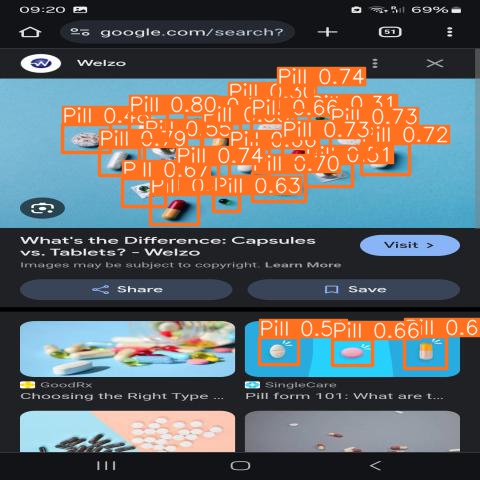 09:20
69%
google.com/search?
51
Welzo
Pill 0.74
Pill 0.80
Pill 0.66
Pill 0.73
Pill 0.73
0.72
Pill 0.74
0.70
Pill 0.63
What's the Difference: Capsules
vs. Tablets? - Welzo
Visit >
Images may be subject to copyright. Learn More
Share
Save
Pill 0.5
Pill 0.66
GoodRx
SingleCare
Choosing the Right Type ...
Pill form 101: What are t...